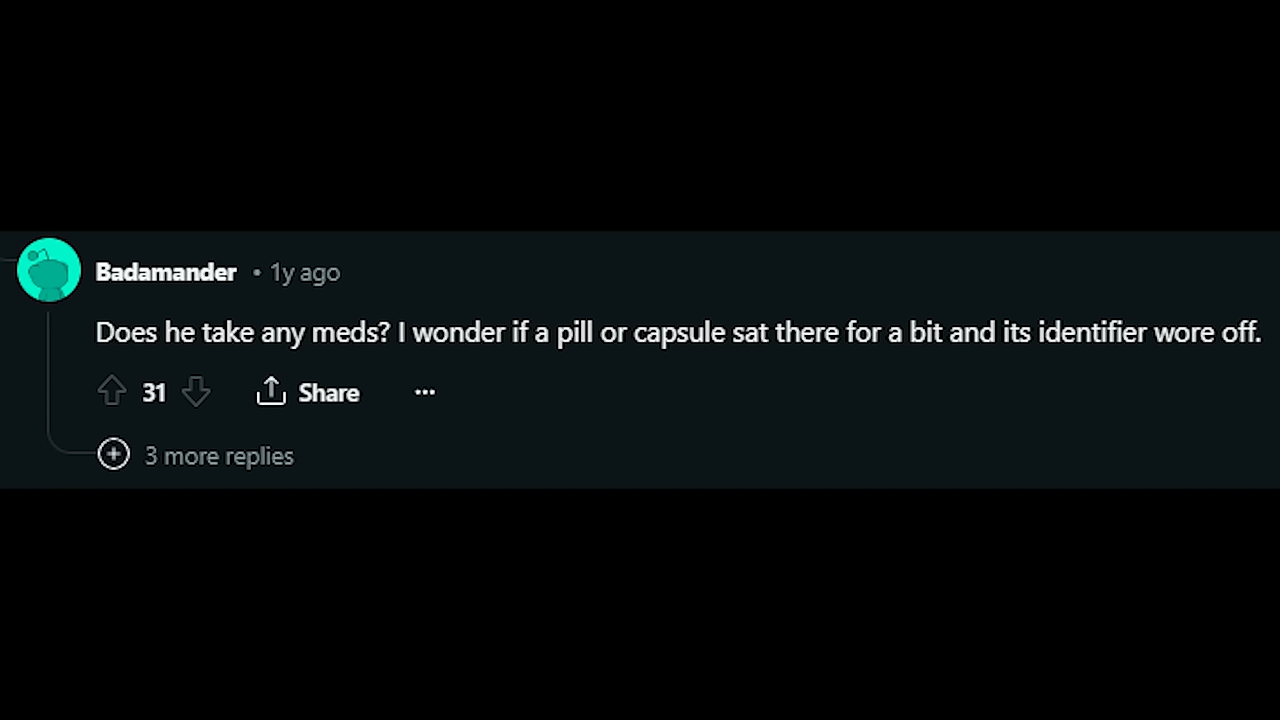 Badamander • 1y ago
Does he take any meds? I wonder if a pill or capsule sat there for a bit and its identifier wore off.
31 Share ...
3 more replies